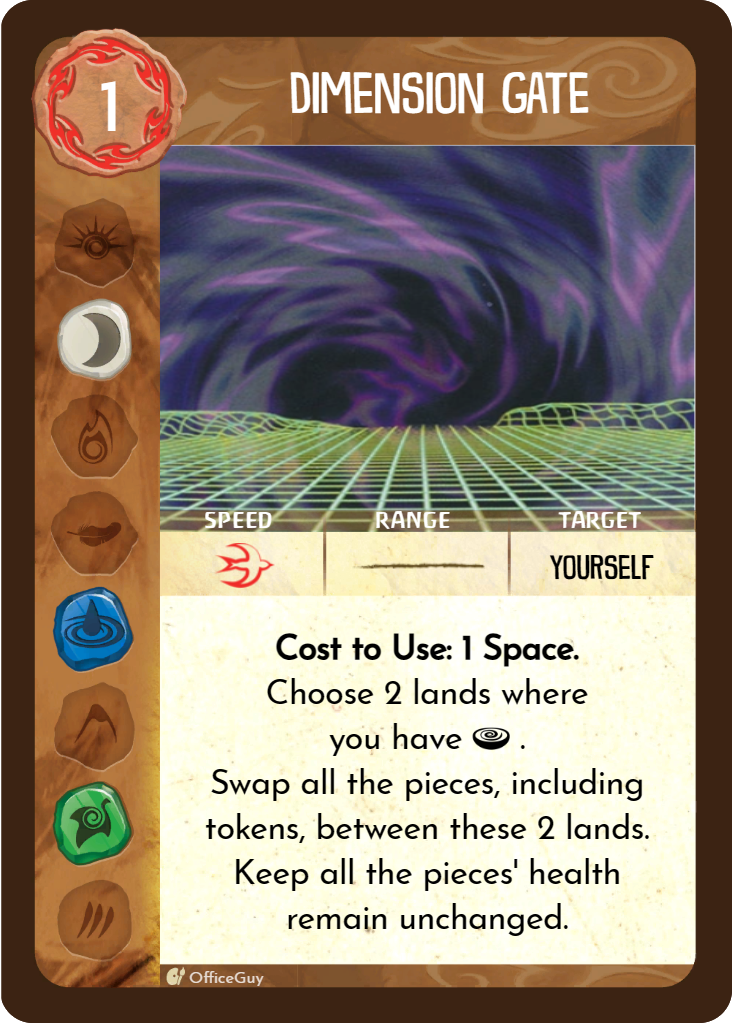 1
DIMENSION GATE
SPEED RANGE TARGET
YOURSELF
Cost to Use: 1 Space.
Choose 2 lands where
you have .
Swap all the pieces, including
tokens, between these 2 lands.
Keep all the pieces' health
remain unchanged.
OfficeGuy